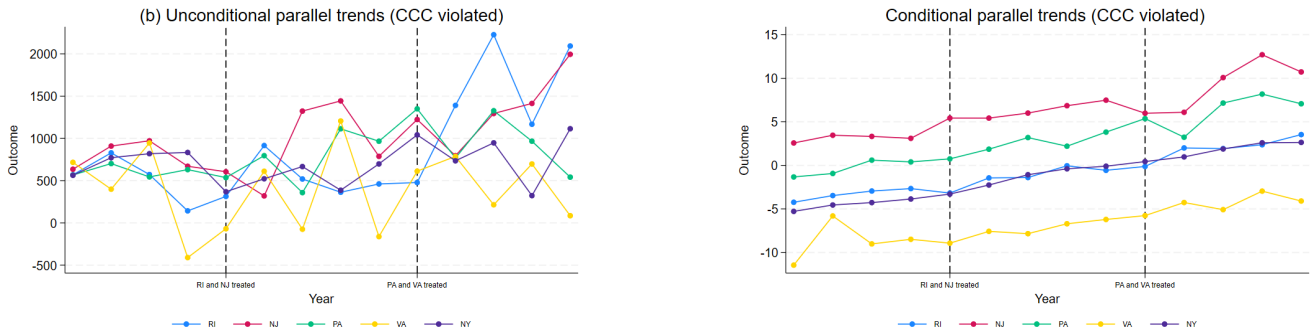 (b) Unconditional parallel trends (CCC violated)
2000
1500
1000
500
0
-500
Outcome
RI and NJ treated
PA and VA treated
Year
RI NJ PA VA NY
Conditional parallel trends (CCC violated)
15
10
5
0
-5
-10
Outcome
RI and NJ treated
PA and VA treated
Year
RI NJ PA VA NY